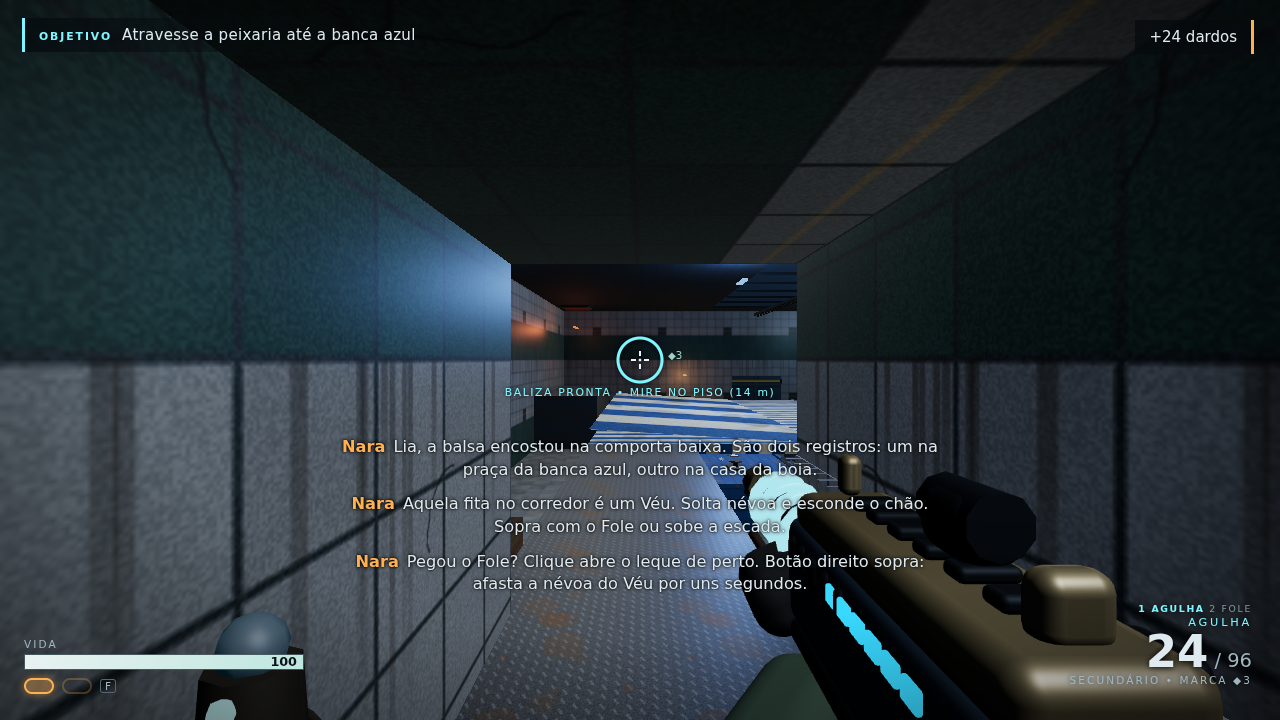 OBJETIVO Atravesse a peixaria até a banca azul
+24 dardos
◆3
BALIZA PRONTA • MIRE NO PISO (14 m)
Nara Lia, a balsa encostou na comporta baixa. São dois registros: um na
praça da banca azul, outro na casa da boia.
Nara Aquela fita no corredor é um Véu. Solta névoa e esconde o chão.
Sopra com o Fole ou sobe a escada.
Nara Pegou o Fole? Clique abre o leque de perto. Botão direito sopra:
afasta a névoa do Véu por uns segundos.
VIDA
100
F
1 AGULHA 2 FOLE
AGULHA
24 / 96
SECUNDÁRIO • MARCA ◆3